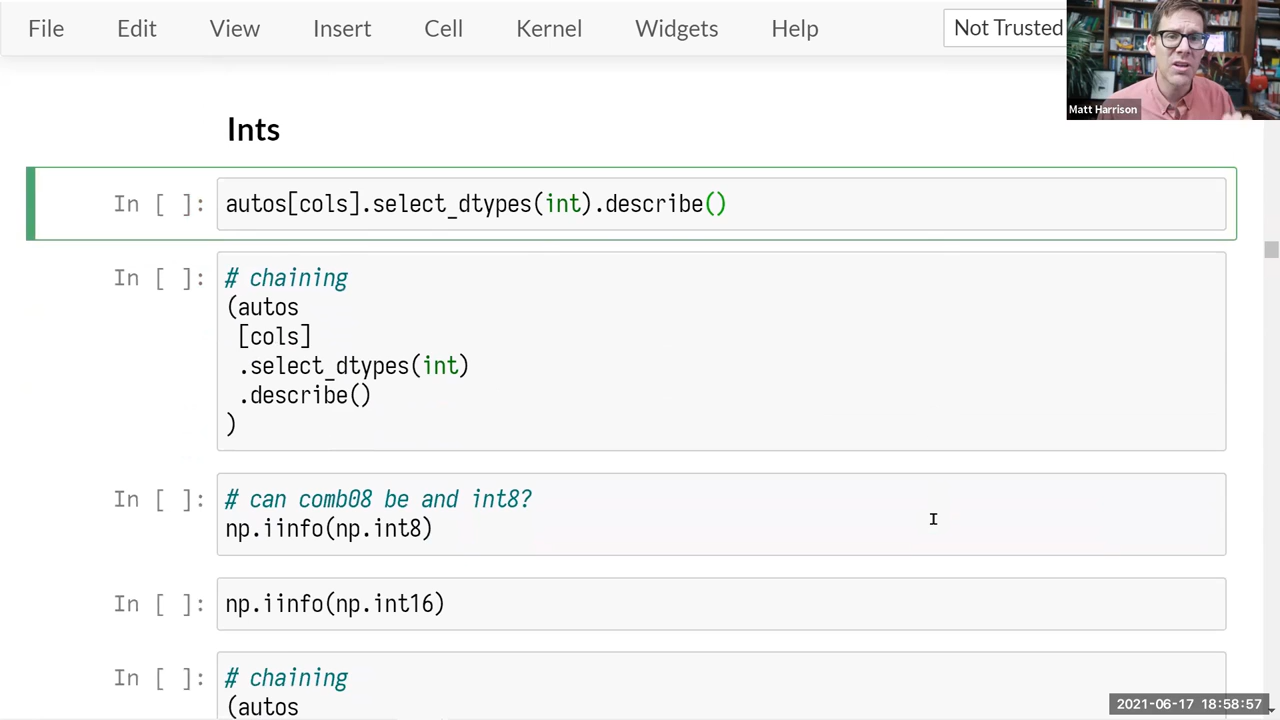 File Edit View Insert Cell Kernel Widgets Help Not Trusted
Matt Harrison
Ints
In [ ]: autos[cols].select_dtypes(int).describe()
In [ ]: # chaining
(autos
[cols]
.select_dtypes(int)
.describe()
)
In [ ]: # can comb08 be and int8?
np.iinfo(np.int8)
In [ ]: np.iinfo(np.int16)
In [ ]: # chaining
(autos
2021-06-17 18:58:57